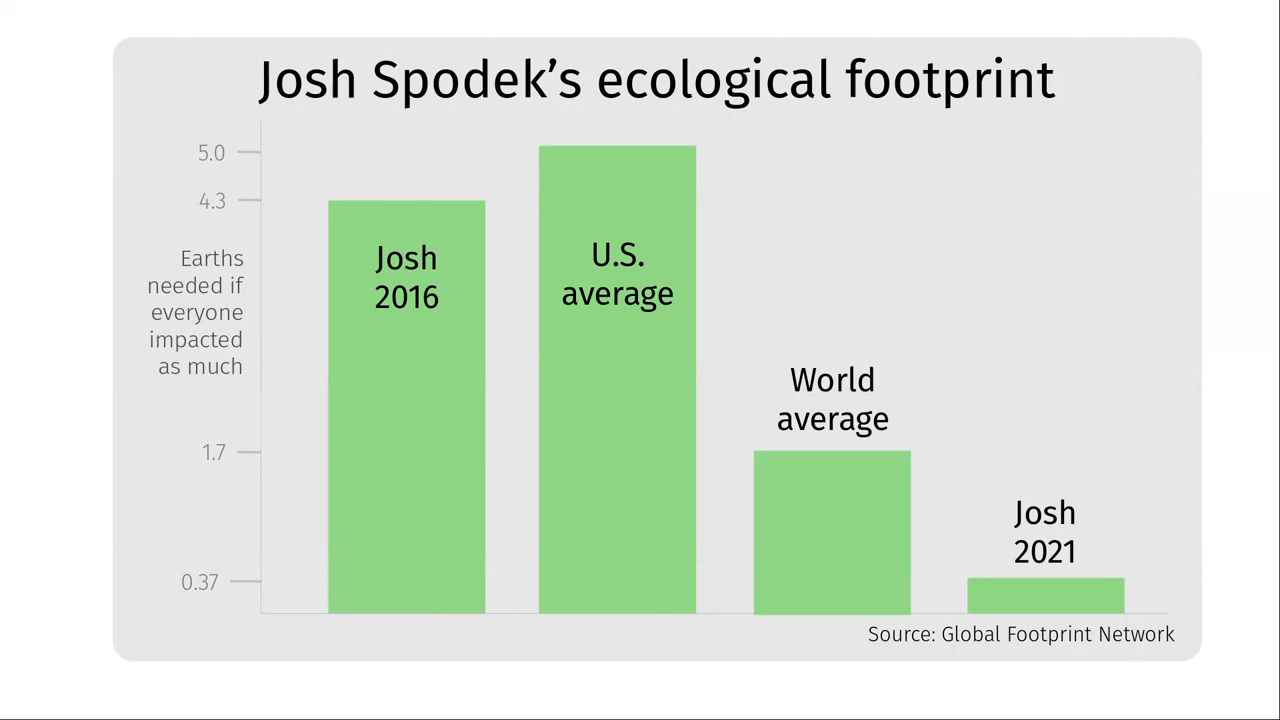 Josh Spodek’s ecological footprint
5.0
4.3
Earths
needed if
everyone
impacted
as much
1.7
0.37
Josh
2016
U.S.
average
World
average
Josh
2021
Source: Global Footprint Network